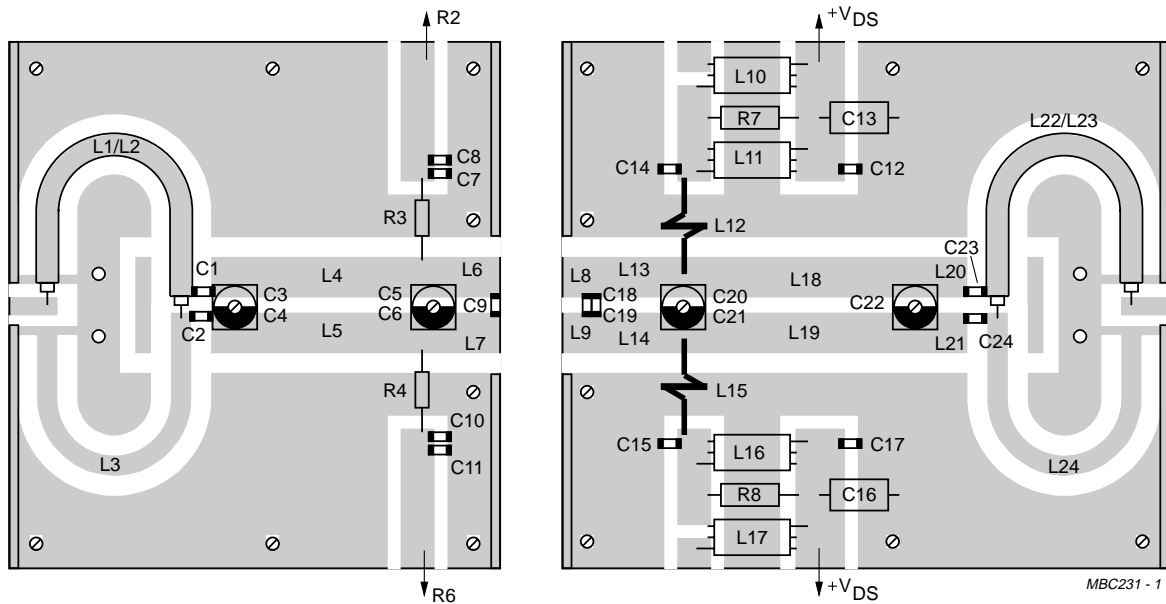 R2
L1/L2
C8
C7
R3
C1
L4
L6
C3
C4
C5
C6
C9
C2
L5
L7
R4
C10
C11
L3
R6
+VDS
L10
R7
C13
L22/L23
C14
L11
C12
L12
C23
L8
L13
L18
L20
C18
C19
C20
C21
C22
L9
L14
L19
L21
C24
L15
C15
L16
C17
R8
C16
L24
L17
+VDS
MBC231 - 1